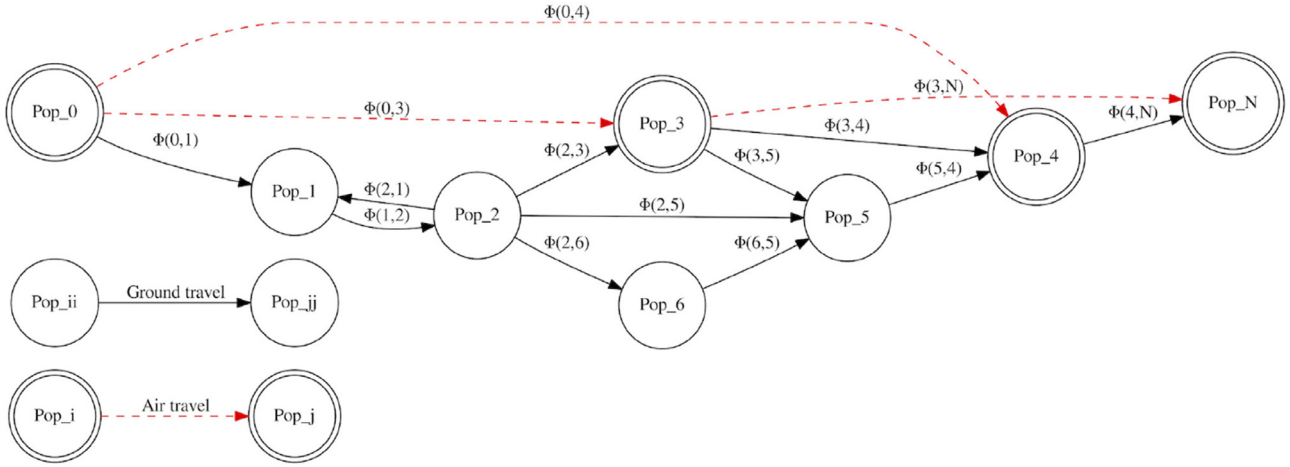 Φ(0,4)
Pop_0
Φ(0,3)
Pop_3
Φ(3,N)
Pop_N
Φ(4,N)
Φ(0,1)
Φ(2,3)
Φ(3,4)
Φ(3,5)
Pop_4
Φ(5,4)
Pop_1
Φ(2,1)
Φ(1,2)
Pop_2
Φ(2,5)
Pop_5
Φ(2,6)
Φ(6,5)
Pop_6
Pop_ii
Ground travel
Pop_jj
Pop_i
Air travel
Pop_j